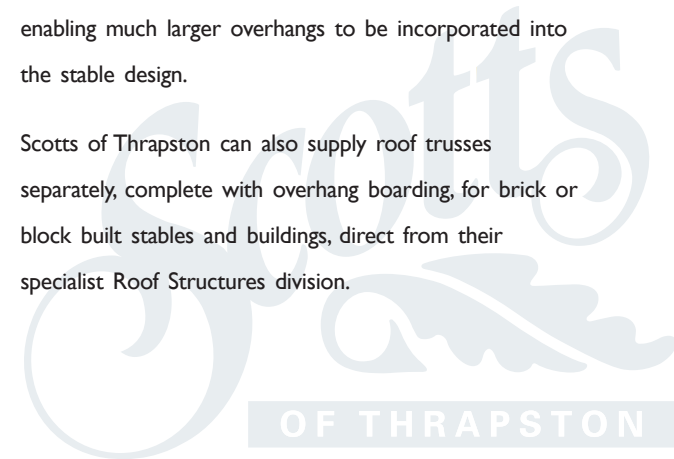 enabling much larger overhangs to be incorporated into
the stable design.
Scotts of Thrapston can also supply roof trusses
separately, complete with overhang boarding, for brick or
block built stables and buildings, direct from their
specialist Roof Structures division.
Scotts
OF THRAPSTON